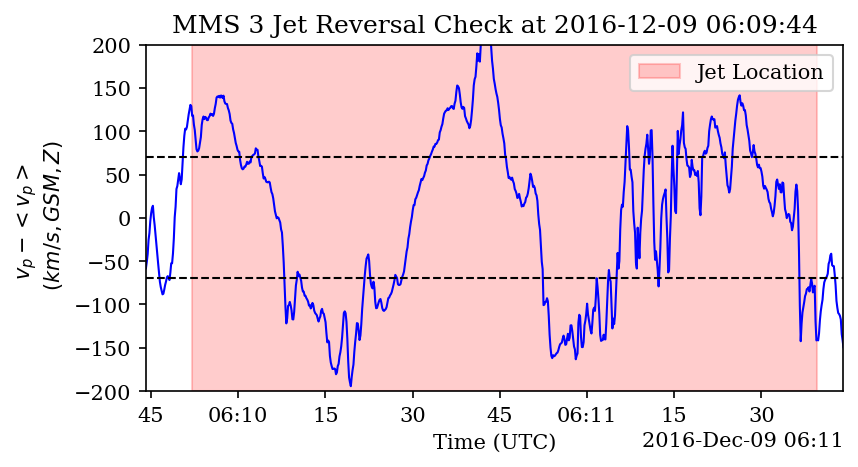 MMS 3 Jet Reversal Check at 2016-12-09 06:09:44
Jet Location
v_p − < v_p >
(km/s, GSM, Z)
200
150
100
50
0
−50
−100
−150
−200
45 06:10 15 30 45 06:11 15 30
Time (UTC)
2016-Dec-09 06:11